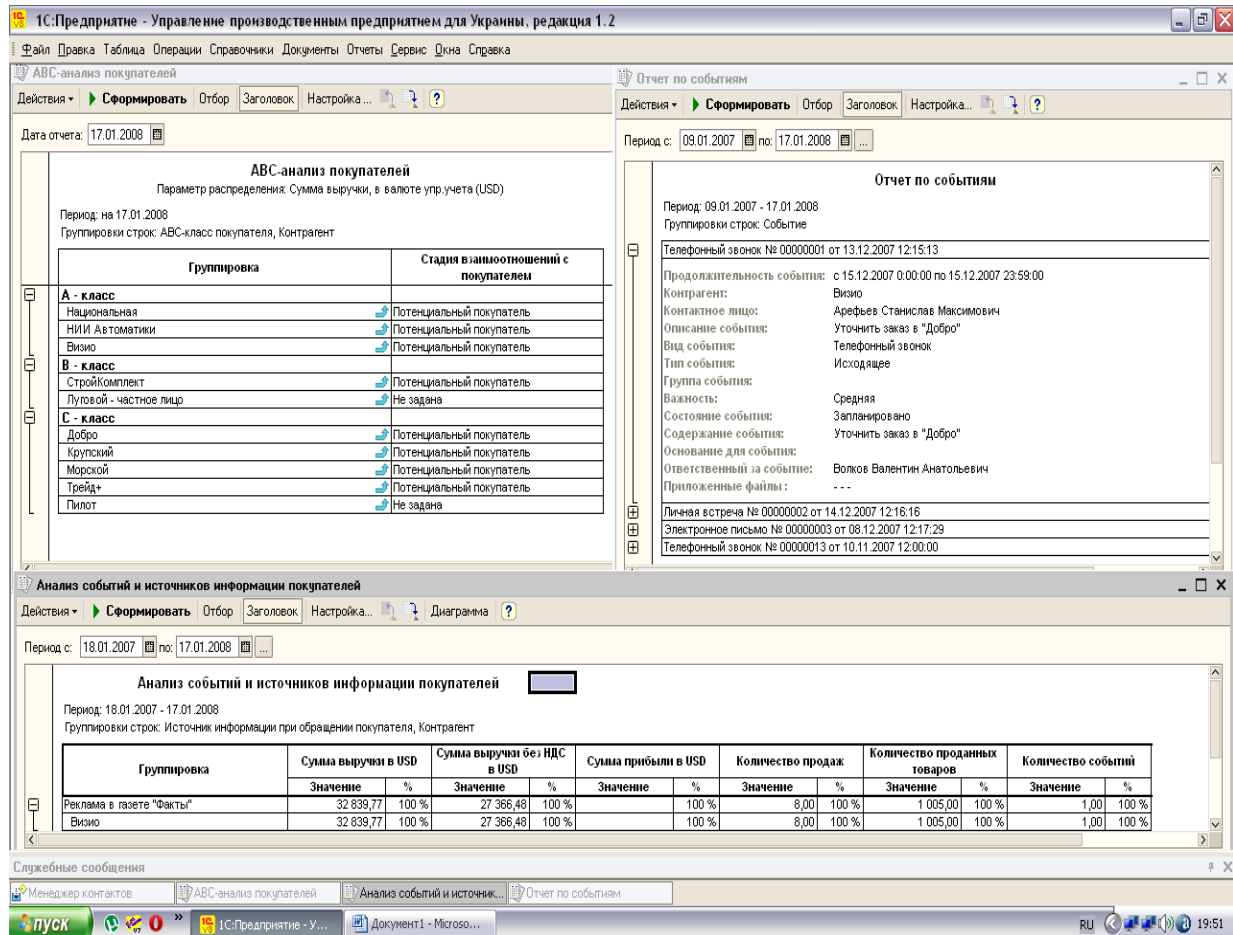 1С:Предприятие - Управление производственным предприятием для Украины, редакция 1.2
Файл Правка Таблица Операции Справочники Документы Отчеты Сервис Окна Справка
ABC-анализ покупателей
Действия Сформировать Отбор Заголовок Настройка ...
Дата отчета: 17.01.2008
ABC-анализ покупателей
Параметр распределения: Сумма выручки, в валюте упр.учета (USD)
Период: на 17.01.2008
Группировки строк: ABC-класс покупателя, Контрагент
Группировка Стадия взаимоотношений с
покупателем
A - класс
Национальная Потенциальный покупатель
НИИ Автоматики Потенциальный покупатель
Визио Потенциальный покупатель
B - класс
СтройКомплект Потенциальный покупатель
Луговой - частное лицо Не задана
C - класс
Добро Потенциальный покупатель
Крупский Потенциальный покупатель
Морской Потенциальный покупатель
Трейд+ Потенциальный покупатель
Пилот Не задана
Отчет по событиям
Действия Сформировать Отбор Заголовок Настройка...
Период с: 09.01.2007 по: 17.01.2008 ...
Отчет по событиям
Период: 09.01.2007 - 17.01.2008
Группировки строк: Событие
Телефонный звонок № 00000001 от 13.12.2007 12:15:13
Продолжительность события: с 15.12.2007 0:00:00 по 15.12.2007 23:59:00
Контрагент: Визио
Контактное лицо: Арефьев Станислав Максимович
Описание события: Уточнить заказ в "Добро"
Вид события: Телефонный звонок
Тип события: Исходящее
Группа события:
Важность: Средняя
Состояние события: Запланировано
Содержание события: Уточнить заказ в "Добро"
Основание для события:
Ответственный за событие: Волков Валентин Анатольевич
Приложенные файлы : - - -
Личная встреча № 00000002 от 14.12.2007 12:16:16
Электронное письмо № 00000003 от 08.12.2007 12:17:29
Телефонный звонок № 00000013 от 10.11.2007 12:00:00
Анализ событий и источников информации покупателей
Действия Сформировать Отбор Заголовок Настройка... Диаграмма
Период с: 18.01.2007 по: 17.01.2008 ...
Анализ событий и источников информации покупателей
Период: 18.01.2007 - 17.01.2008
Группировки строк: Источник информации при обращении покупателя, Контрагент
Группировка Сумма выручки в USD Сумма выручки без НДС в USD Сумма прибыли в USD Количество продаж Количество проданных товаров Количество событий
Значение % Значение % Значение % Значение % Значение % Значение %
Реклама в газете "Факты" 32 839,77 100 % 27 366,48 100 % 100 % 8,00 100 % 1 005,00 100 % 1,00 100 %
Визио 32 839,77 100 % 27 366,48 100 % 100 % 8,00 100 % 1 005,00 100 % 1,00 100 %
Служебные сообщения
Менеджер контактов ABC-анализ покупателей Анализ событий и источник... Отчет по событиям
пуск 1С:Предприятие - У... Документ1 - Microso... RU 19:51